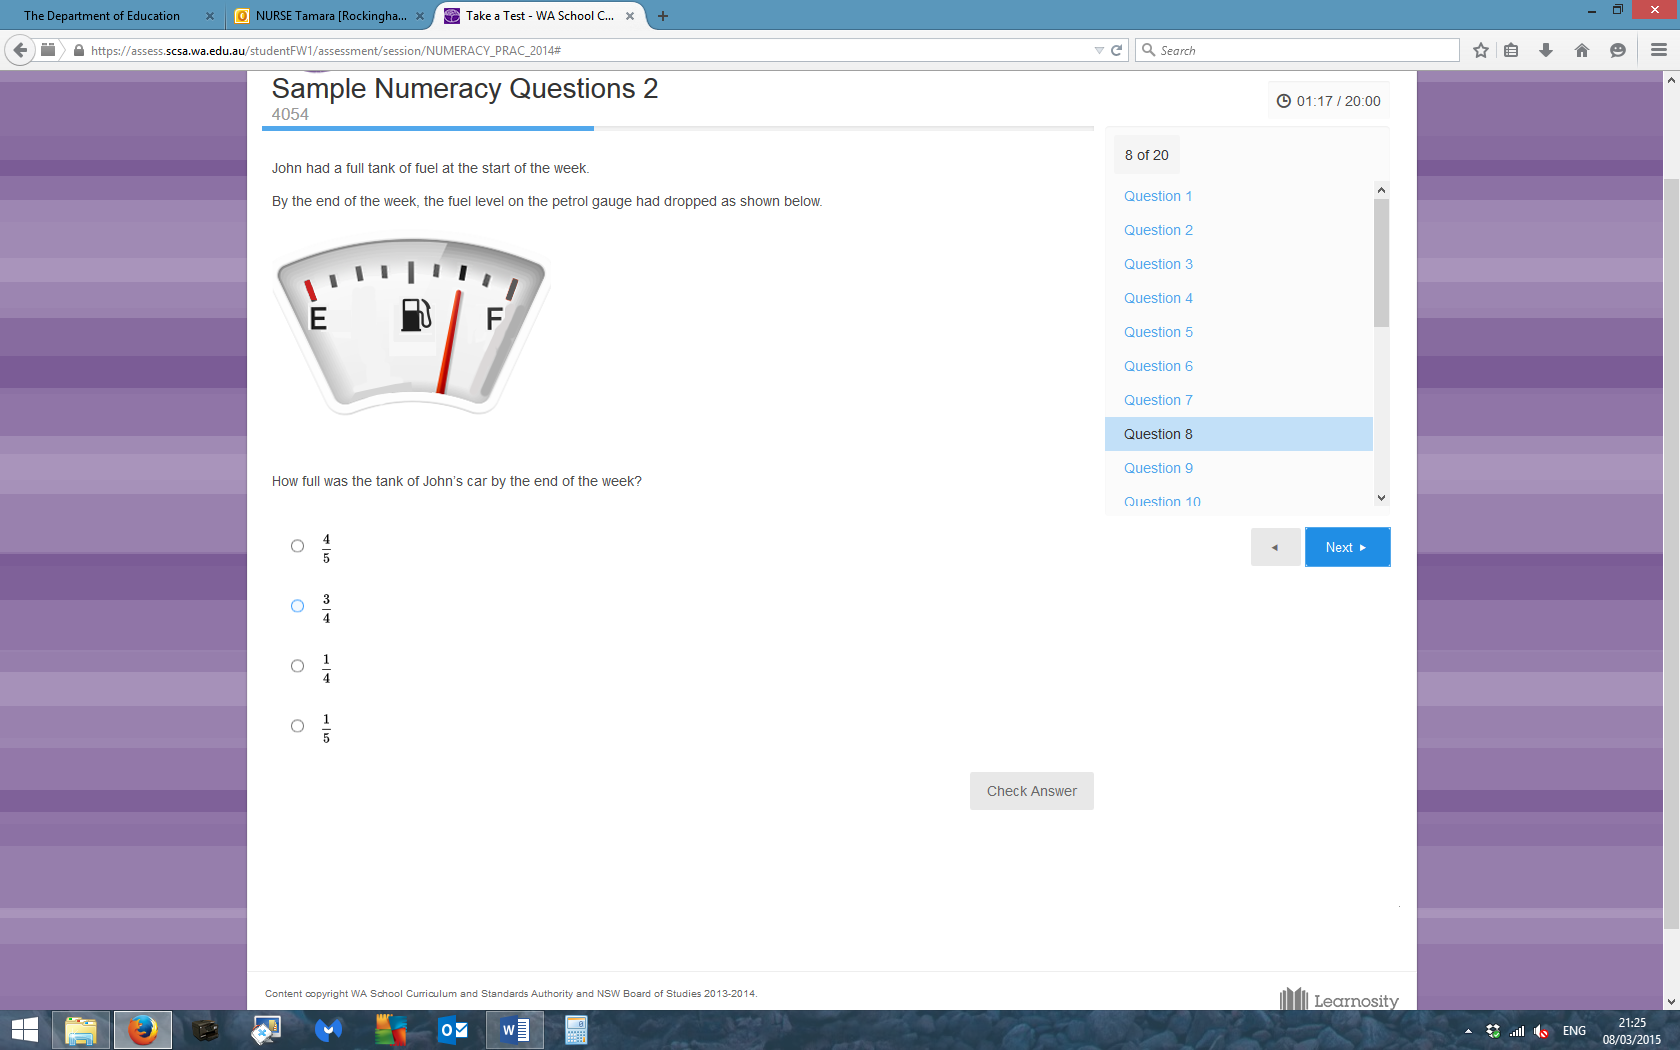 The Department of Education
NURSE Tamara [Rockingha...
Take a Test - WA School C...
https://assess.scsa.wa.edu.au/studentFW1/assessment/session/NUMERACY_PRAC_2014#
Search
Sample Numeracy Questions 2
4054
01:17 / 20:00
John had a full tank of fuel at the start of the week.
By the end of the week, the fuel level on the petrol gauge had dropped as shown below.
E
F
How full was the tank of John's car by the end of the week?
4
5
3
4
1
4
1
5
Check Answer
8 of 20
Question 1
Question 2
Question 3
Question 4
Question 5
Question 6
Question 7
Question 8
Question 9
Question 10
Next
Content copyright WA School Curriculum and Standards Authority and NSW Board of Studies 2013-2014.
Learnosity
ENG
21:25
08/03/2015